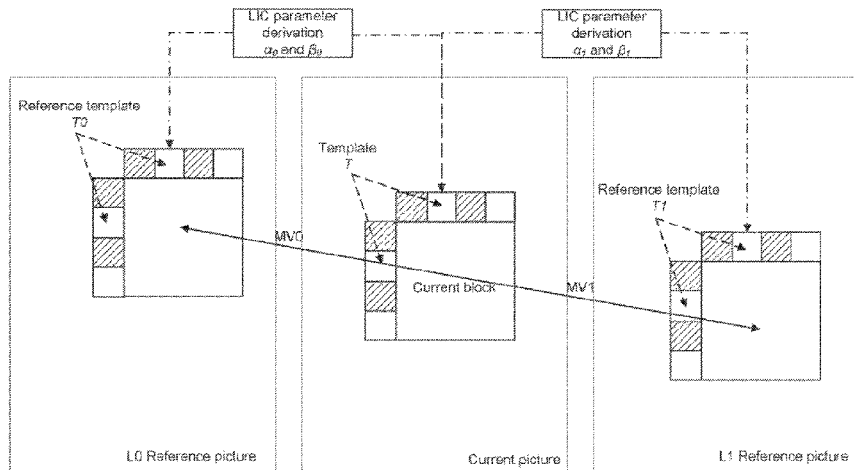 LIC parameter
derivation
α0 and β0
LIC parameter
derivation
α1 and β1
Reference template
T0
Template
T
Reference template
T1
MV0
Current block
MV1
L0 Reference picture
Current picture
L1 Reference picture